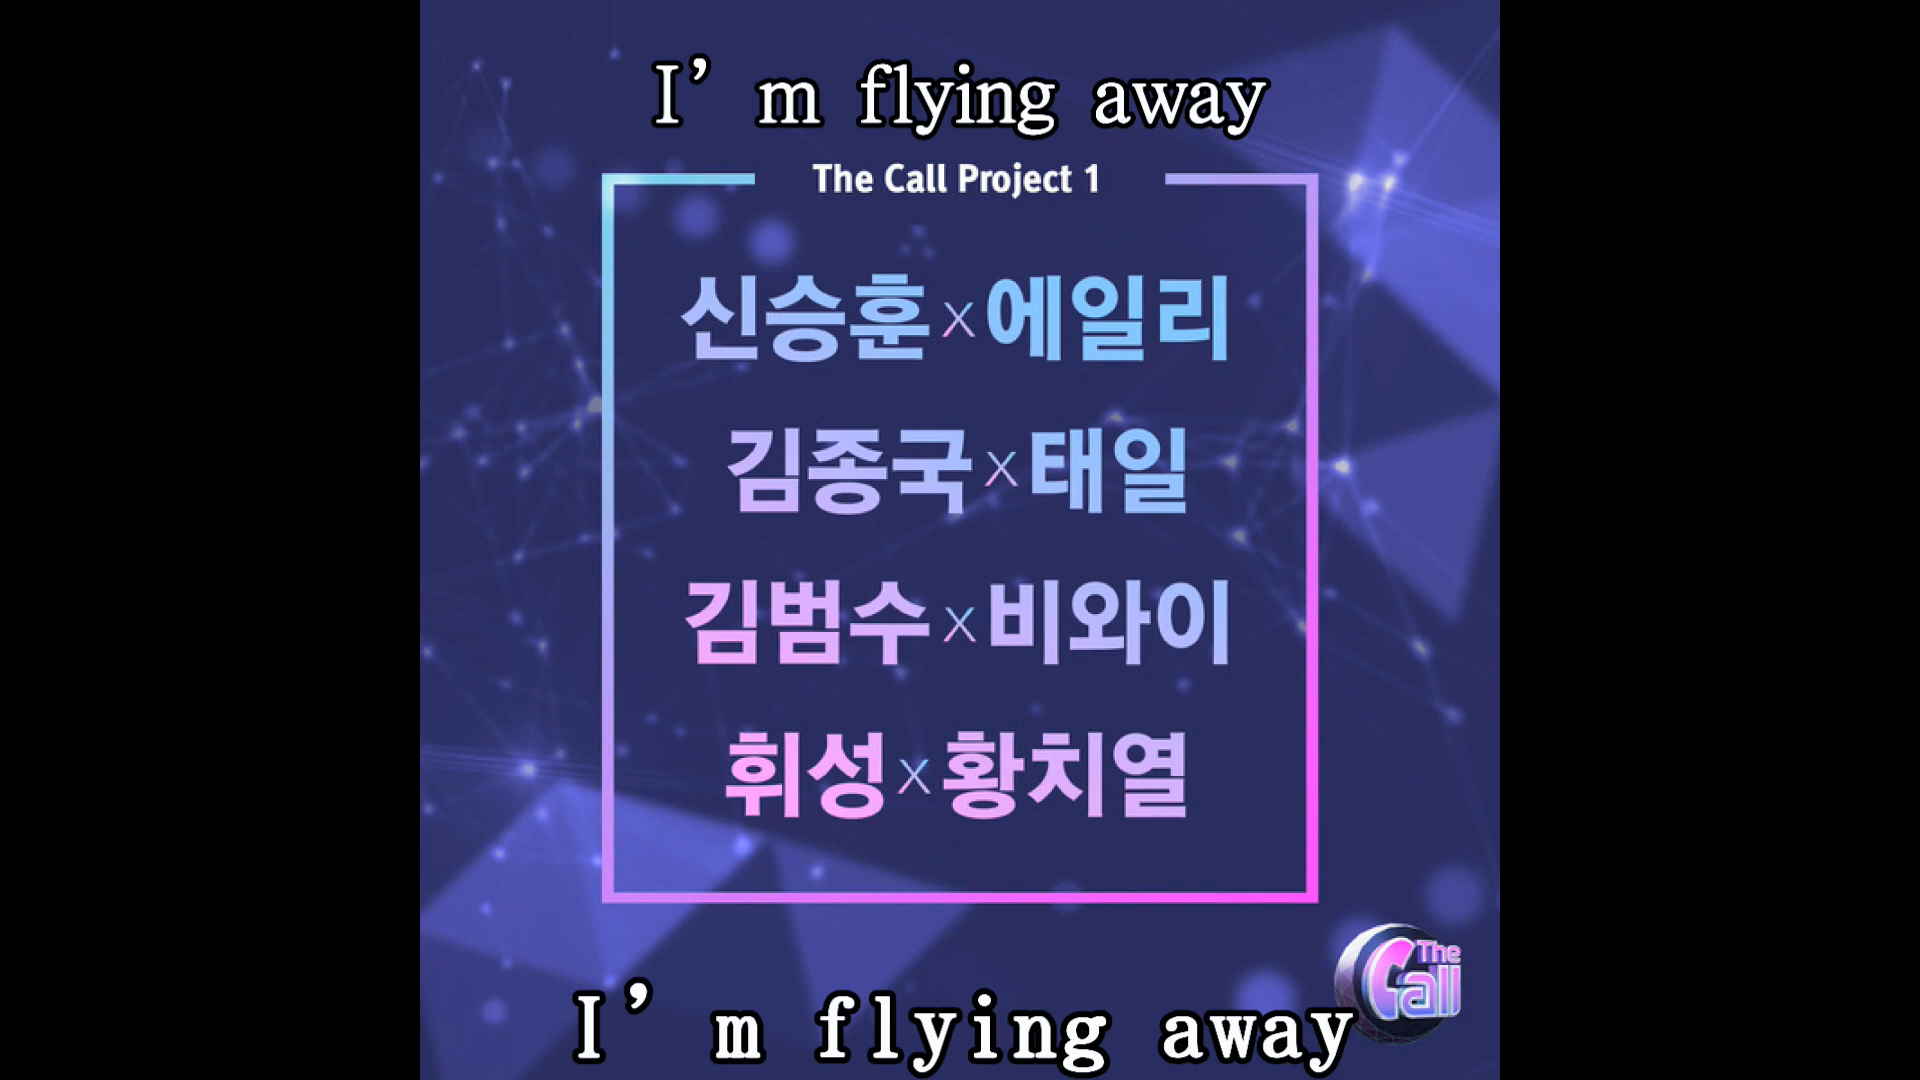 I’m flying away
The Call Project 1
신승훈 x 에일리
김종국 x 태일
김범수 x 비와이
휘성 x 황치열
The
Call
I’m flying away